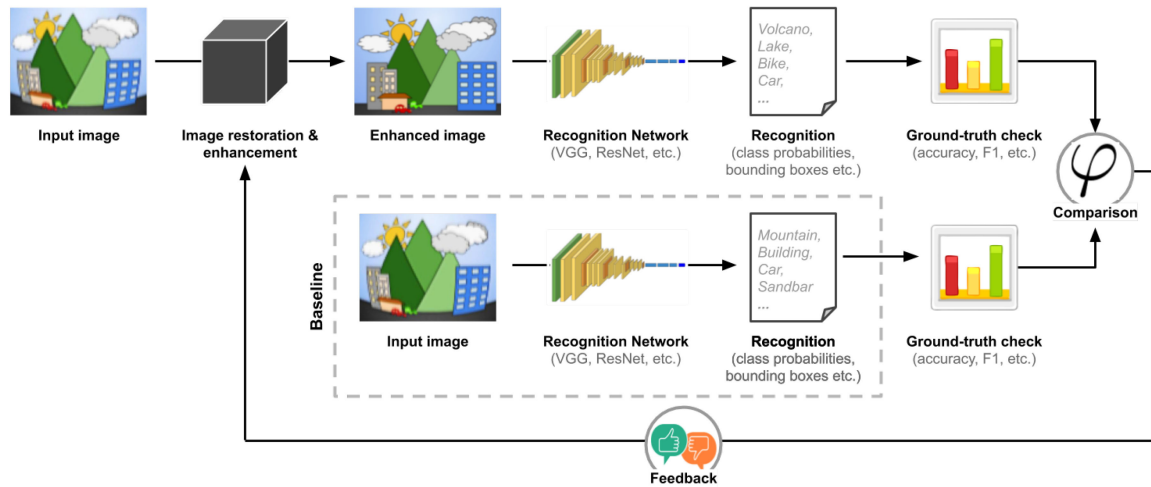 Volcano,
Lake,
Bike,
Car,
...
Input image
Image restoration &
enhancement
Enhanced image
Recognition Network
(VGG, ResNet, etc.)
Recognition
(class probabilities,
bounding boxes etc.)
Ground-truth check
(accuracy, F1, etc.)
φ
Comparison
Baseline
Mountain,
Building,
Car,
Sandbar
...
Input image
Recognition Network
(VGG, ResNet, etc.)
Recognition
(class probabilities,
bounding boxes etc.)
Ground-truth check
(accuracy, F1, etc.)
Feedback